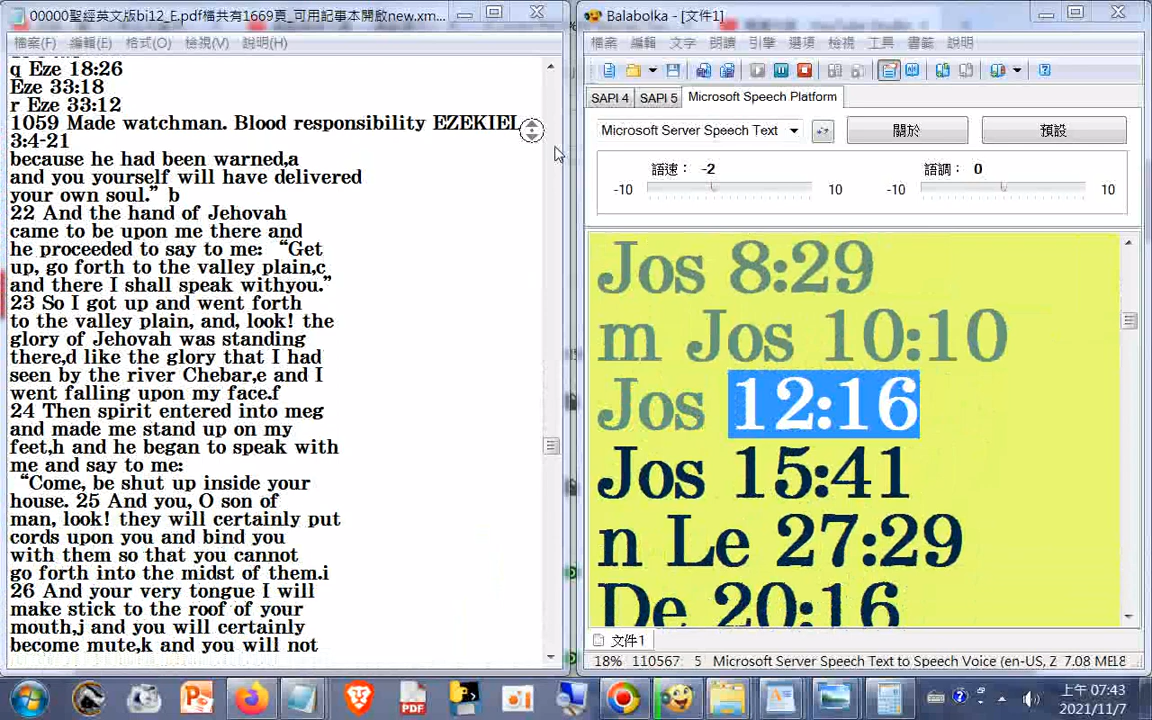 00000聖經英文版bi12_E.pdf檔共有1669頁_可用記事本開啟new.xm...
檔案(F) 編輯(E) 格式(O) 檢視(V) 說明(H)
q Eze 18:26
Eze 33:18
r Eze 33:12
1059 Made watchman. Blood responsibility EZEKIEL
3:4-21
because he had been warned,a
and you yourself will have delivered
your own soul.” b
22 And the hand of Jehovah
came to be upon me there and
he proceeded to say to me: “Get
up, go forth to the valley plain,c
and there I shall speak withyou.”
23 So I got up and went forth
to the valley plain, and, look! the
glory of Jehovah was standing
there,d like the glory that I had
seen by the river Chebar,e and I
went falling upon my face.f
24 Then spirit entered into meg
and made me stand up on my
feet,h and he began to speak with
me and say to me:
“Come, be shut up inside your
house. 25 And you, O son of
man, look! they will certainly put
cords upon you and bind you
with them so that you cannot
go forth into the midst of them.i
26 And your very tongue I will
make stick to the roof of your
mouth,j and you will certainly
become mute,k and you will not
Balabolka - [文件1]
檔案 編輯 文字 朗讀 引擎 選項 檢視 工具 書籤 說明
SAPI 4 SAPI 5 Microsoft Speech Platform
Microsoft Server Speech Text 關於 預設
語速: -2 語調: 0
-10 10 -10 10
Jos 8:29
m Jos 10:10
Jos 12:16
Jos 15:41
n Le 27:29
De 20:16
文件1
18% 110567: 5 Microsoft Server Speech Text to Speech Voice (en-US, Z 7.08 MEL8
PDF
上午 07:43
2021/11/7